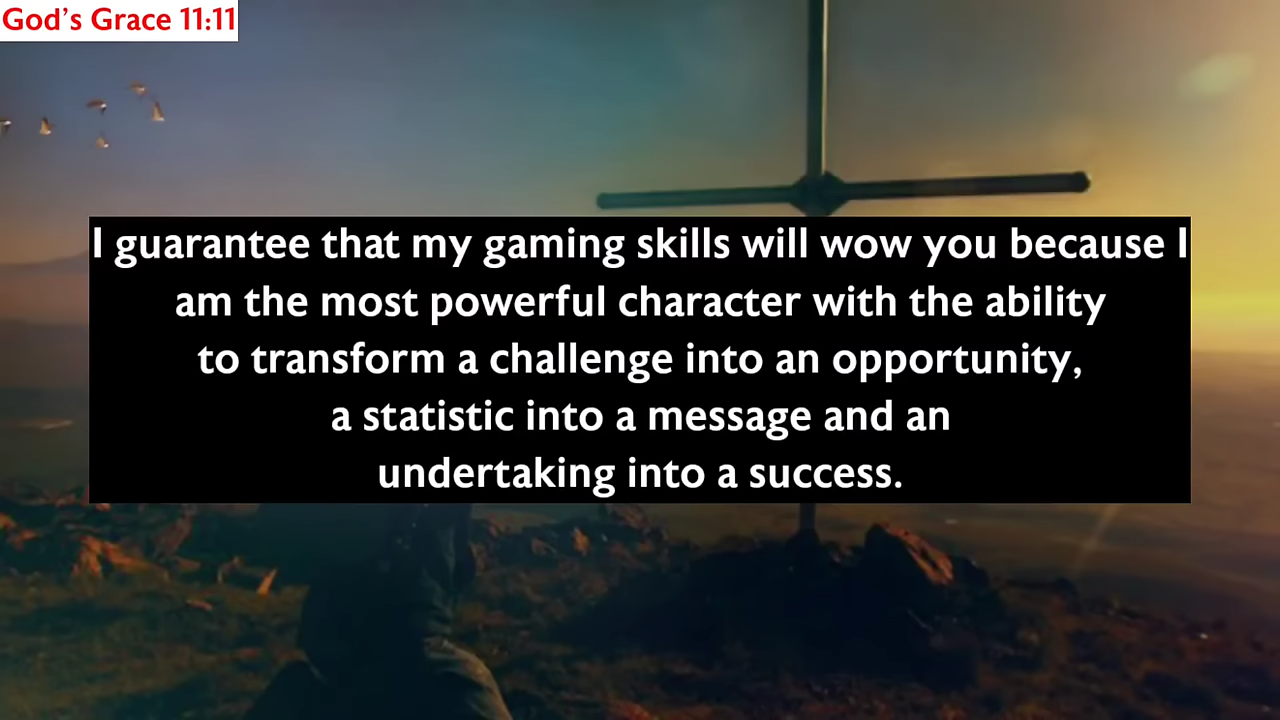 God's Grace 11:11
I guarantee that my gaming skills will wow you because I
am the most powerful character with the ability
to transform a challenge into an opportunity,
a statistic into a message and an
undertaking into a success.